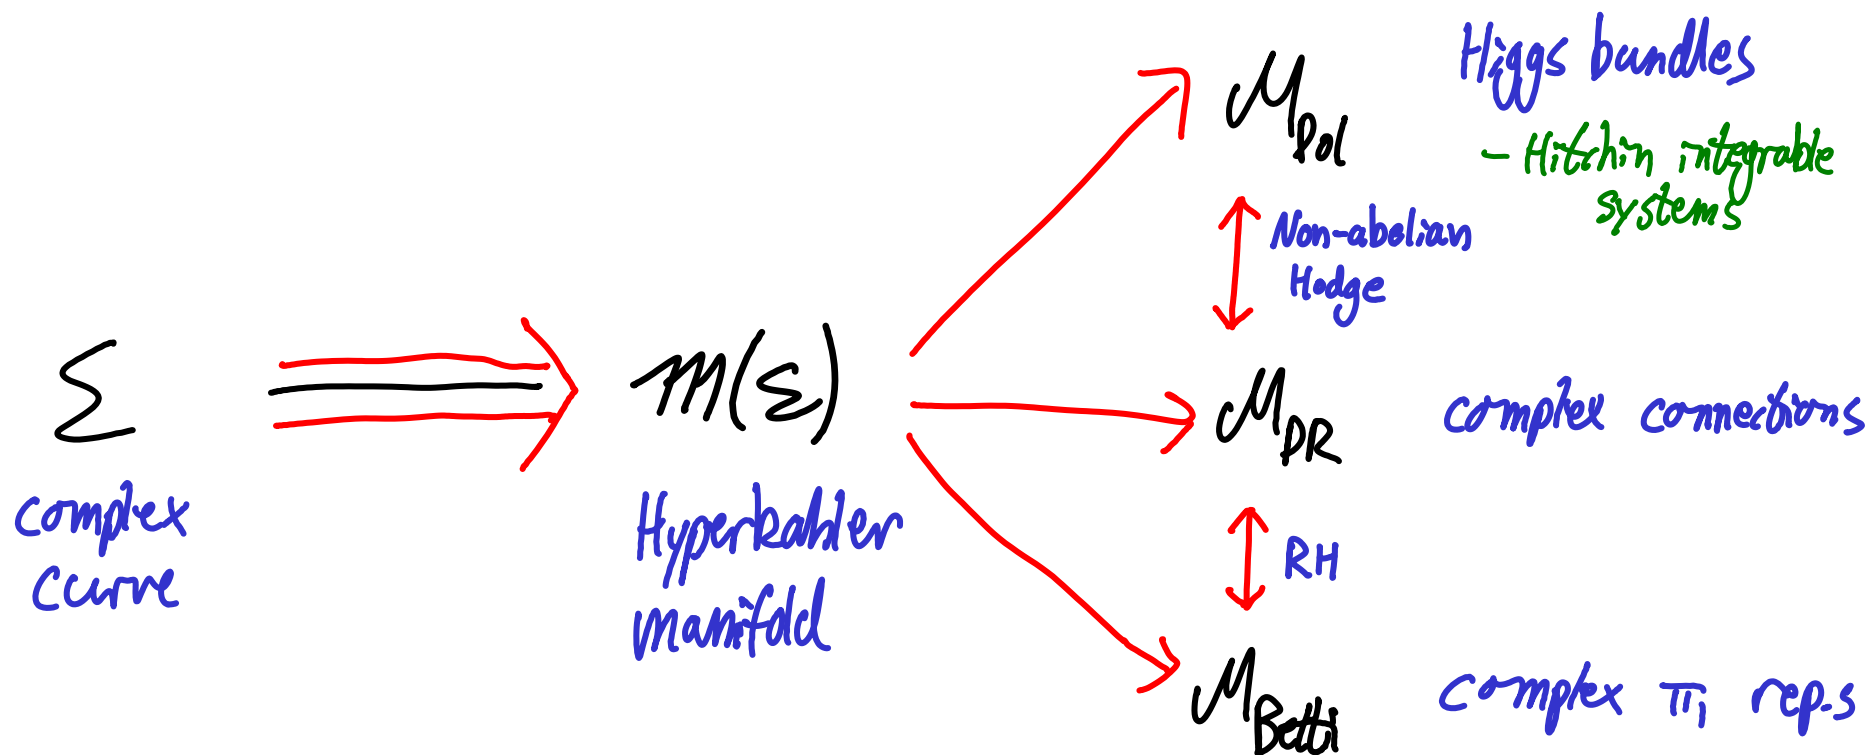 Σ
complex
curve
𝓜(Σ)
Hyperkahler
manifold
𝓜_Dol
Higgs bundles
- Hitchin integrable
systems
Non-abelian
Hodge
𝓜_DR
complex connections
RH
𝓜_Betti
complex π₁ rep.s